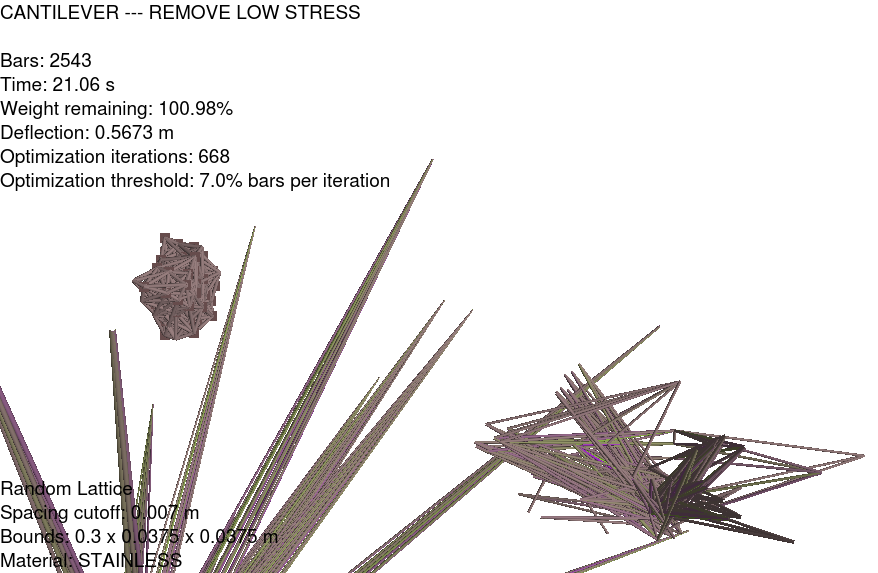 CANTILEVER --- REMOVE LOW STRESS
Bars: 2543
Time: 21.06 s
Weight remaining: 100.98%
Deflection: 0.5673 m
Optimization iterations: 668
Optimization threshold: 7.0% bars per iteration
Random Lattice
Spacing cutoff: 0.007 m
Bounds: 0.3 x 0.0375 x 0.0375 m
Material: STAINLESS